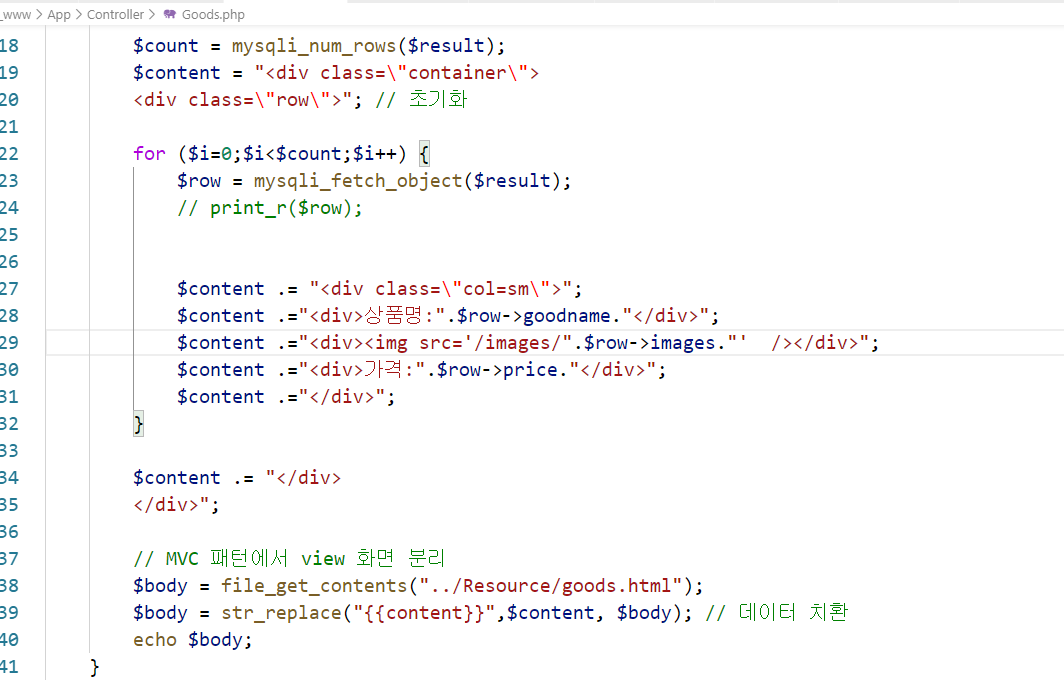 _www > App > Controller > Goods.php
18 $count = mysqli_num_rows($result);
19 $content = "<div class=\"container\">
20 <div class=\"row\">"; // 초기화
21
22 for ($i=0;$i<$count;$i++) {
23 $row = mysqli_fetch_object($result);
24 // print_r($row);
25
26
27 $content .= "<div class=\"col=sm\">";
28 $content .="<div>상품명:".$row->goodname."</div>";
29 $content .="<div><img src='/images/".$row->images."'  /></div>";
30 $content .="<div>가격:".$row->price."</div>";
31 $content .="</div>";
32 }
33
34 $content .= "</div>
35 </div>";
36
37 // MVC 패턴에서 view 화면 분리
38 $body = file_get_contents("../Resource/goods.html");
39 $body = str_replace("{{content}}",$content, $body); // 데이터 치환
40 echo $body;
41 }